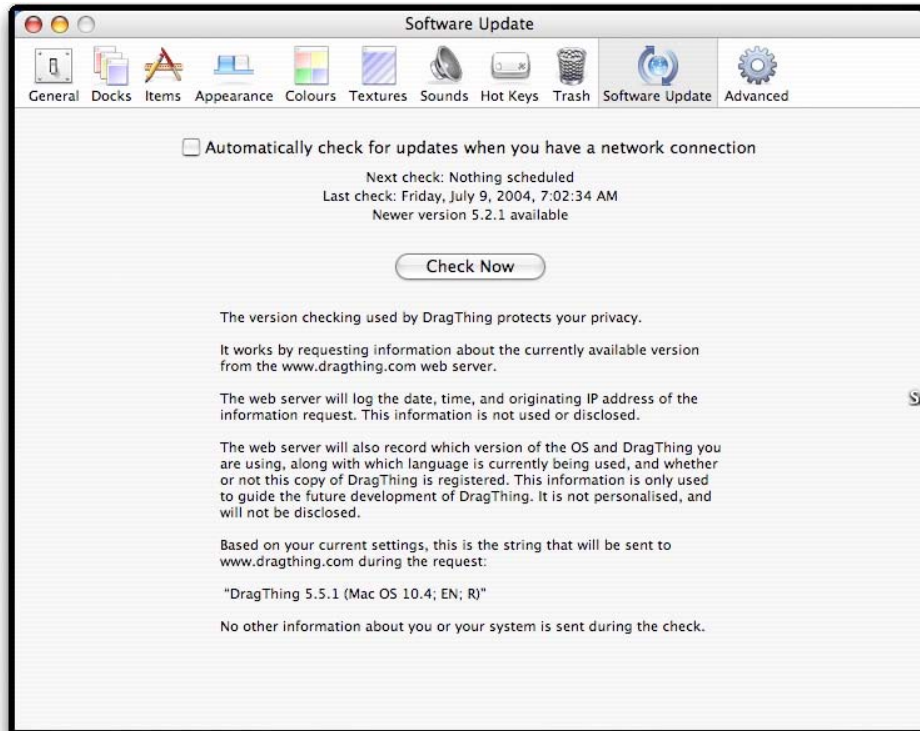 Software Update
General Docks Items Appearance Colours Textures Sounds Hot Keys Trash Software Update Advanced
Automatically check for updates when you have a network connection
Next check: Nothing scheduled
Last check: Friday, July 9, 2004, 7:02:34 AM
Newer version 5.2.1 available
Check Now
The version checking used by DragThing protects your privacy.
It works by requesting information about the currently available version
from the www.dragthing.com web server.
The web server will log the date, time, and originating IP address of the
information request. This information is not used or disclosed.
The web server will also record which version of the OS and DragThing you
are using, along with which language is currently being used, and whether
or not this copy of DragThing is registered. This information is only used
to guide the future development of DragThing. It is not personalised, and
will not be disclosed.
Based on your current settings, this is the string that will be sent to
www.dragthing.com during the request:
"DragThing 5.5.1 (Mac OS 10.4; EN; R)"
No other information about you or your system is sent during the check.